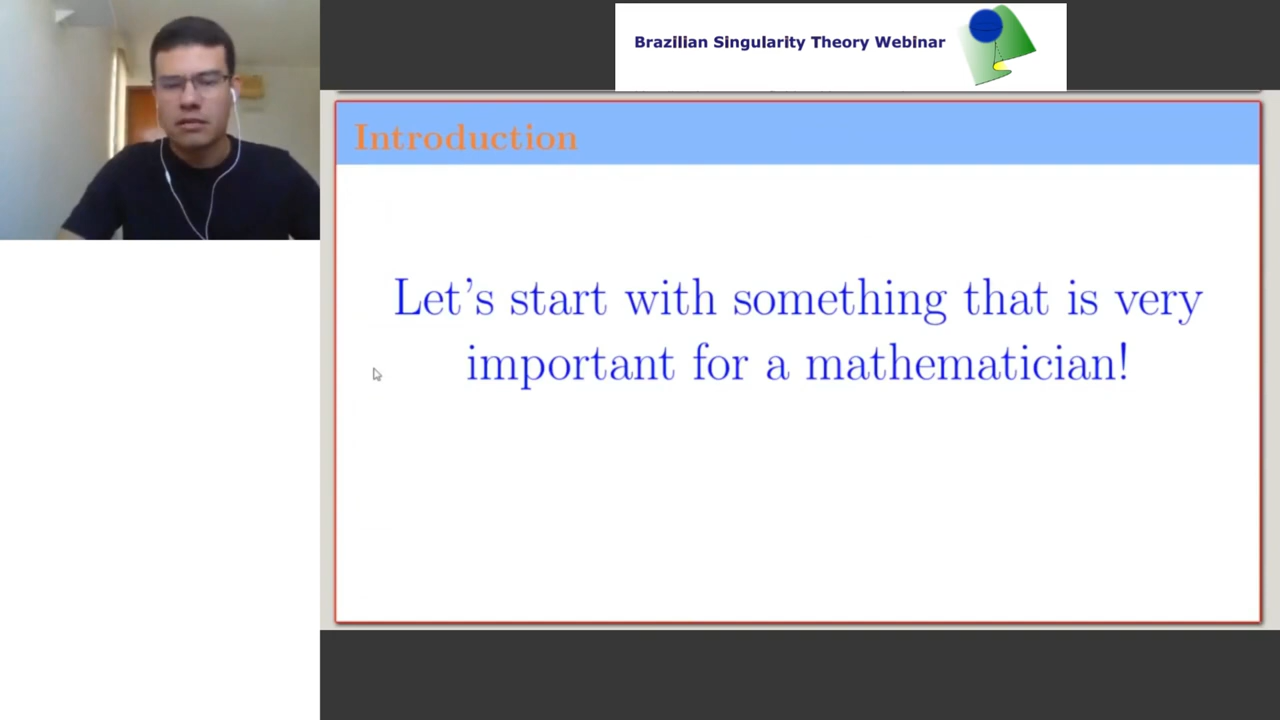 Brazilian Singularity Theory Webinar
Introduction
Let's start with something that is very
important for a mathematician!